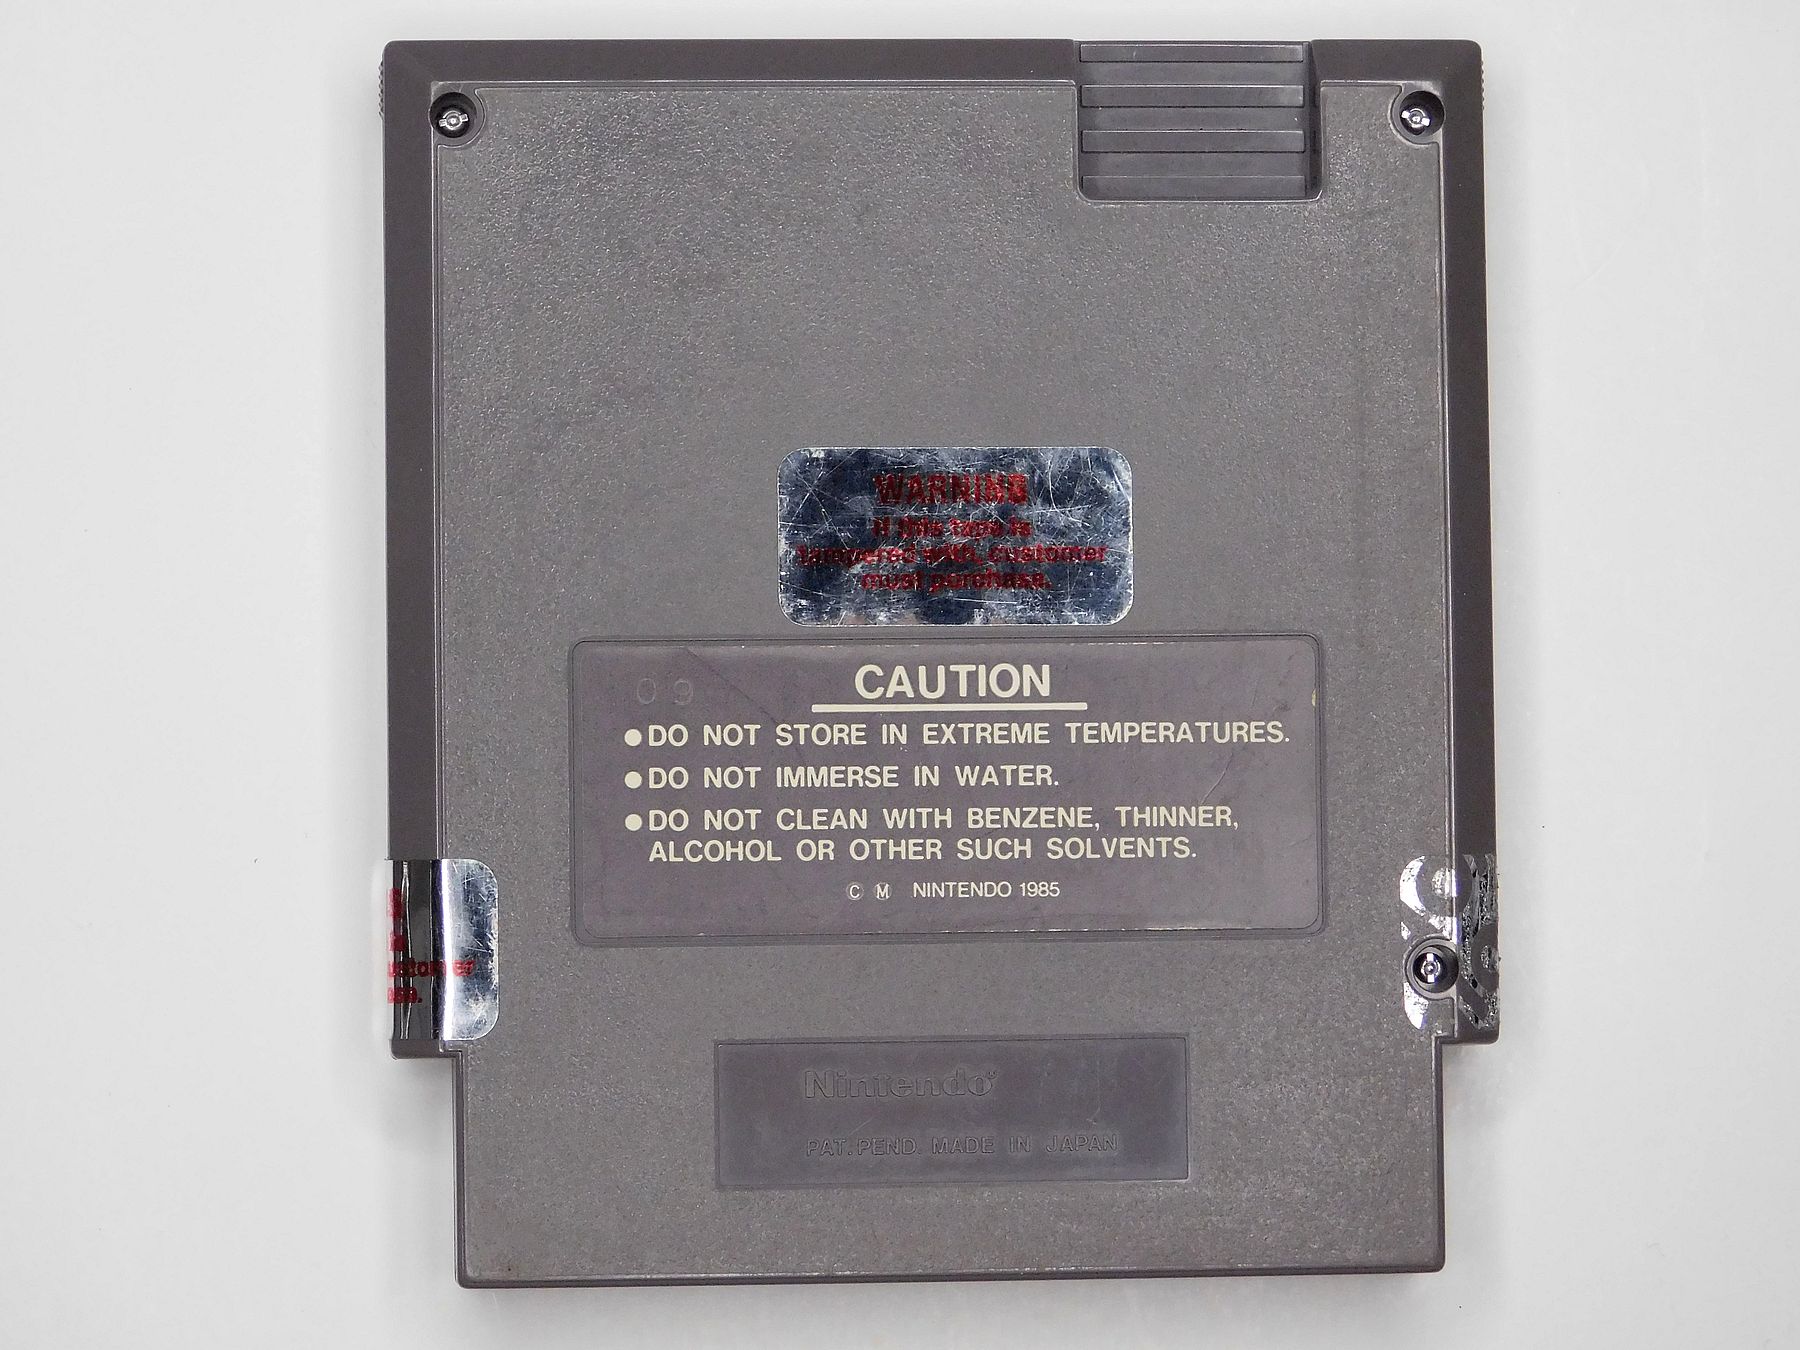 WARNING
If this tape is
tampered with, customer
must purchase.
09
CAUTION
●DO NOT STORE IN EXTREME TEMPERATURES.
●DO NOT IMMERSE IN WATER.
●DO NOT CLEAN WITH BENZENE, THINNER,
ALCOHOL OR OTHER SUCH SOLVENTS.
Ⓒ Ⓜ NINTENDO 1985
Nintendo®
PAT. PEND. MADE IN JAPAN